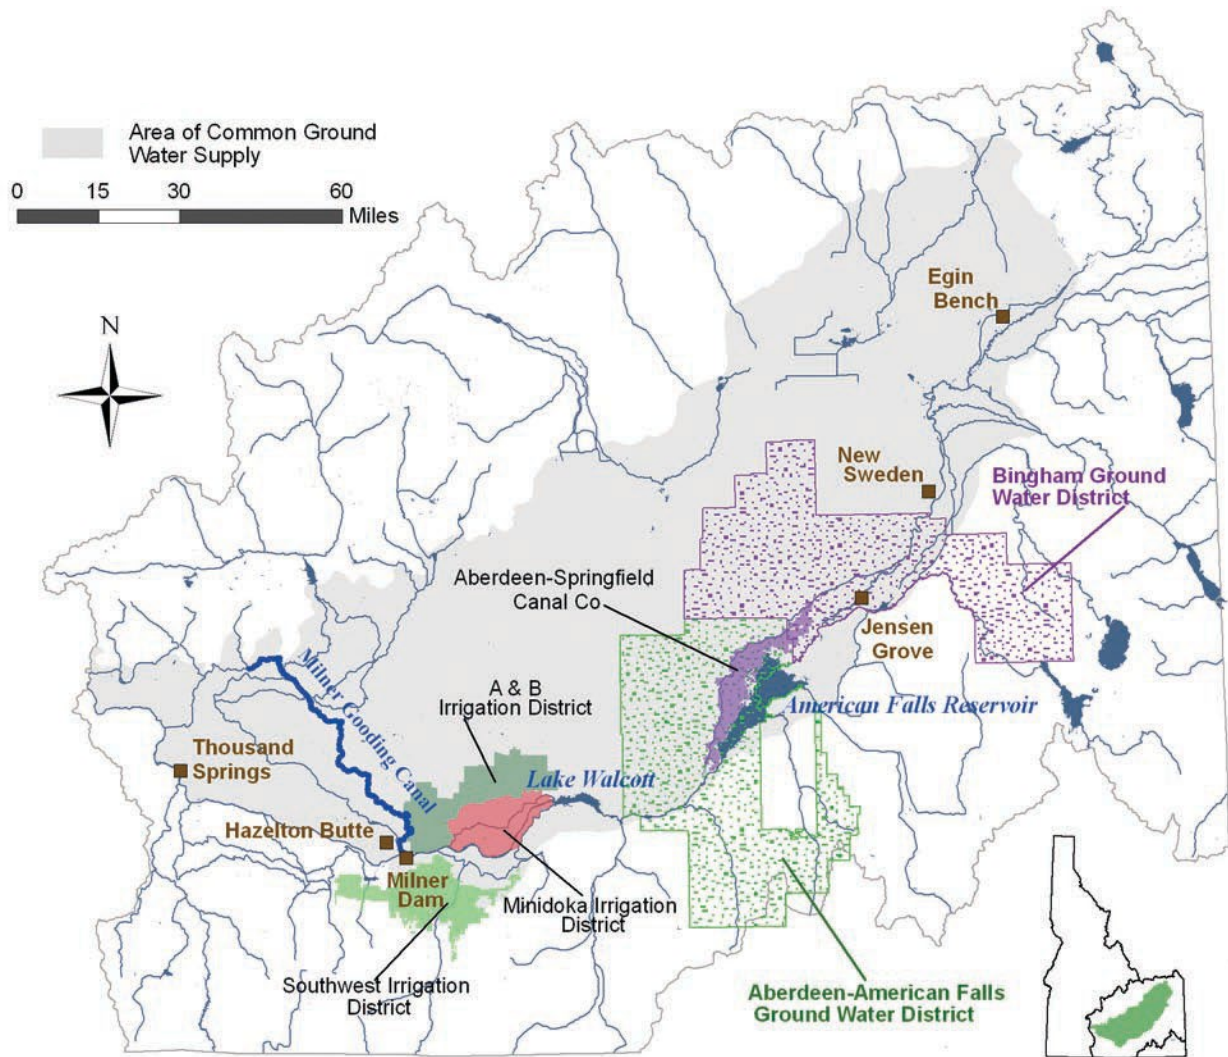 Area of Common Ground
Water Supply
0 15 30 60
Miles
N
Egin
Bench
New
Sweden
Bingham Ground
Water District
Aberdeen-Springfield
Canal Co
Jensen
Grove
Milner Gooding Canal
A & B
Irrigation District
American Falls Reservoir
Thousand
Springs
Lake Walcott
Hazelton Butte
Milner
Dam
Minidoka Irrigation
District
Southwest Irrigation
District
Aberdeen-American Falls
Ground Water District